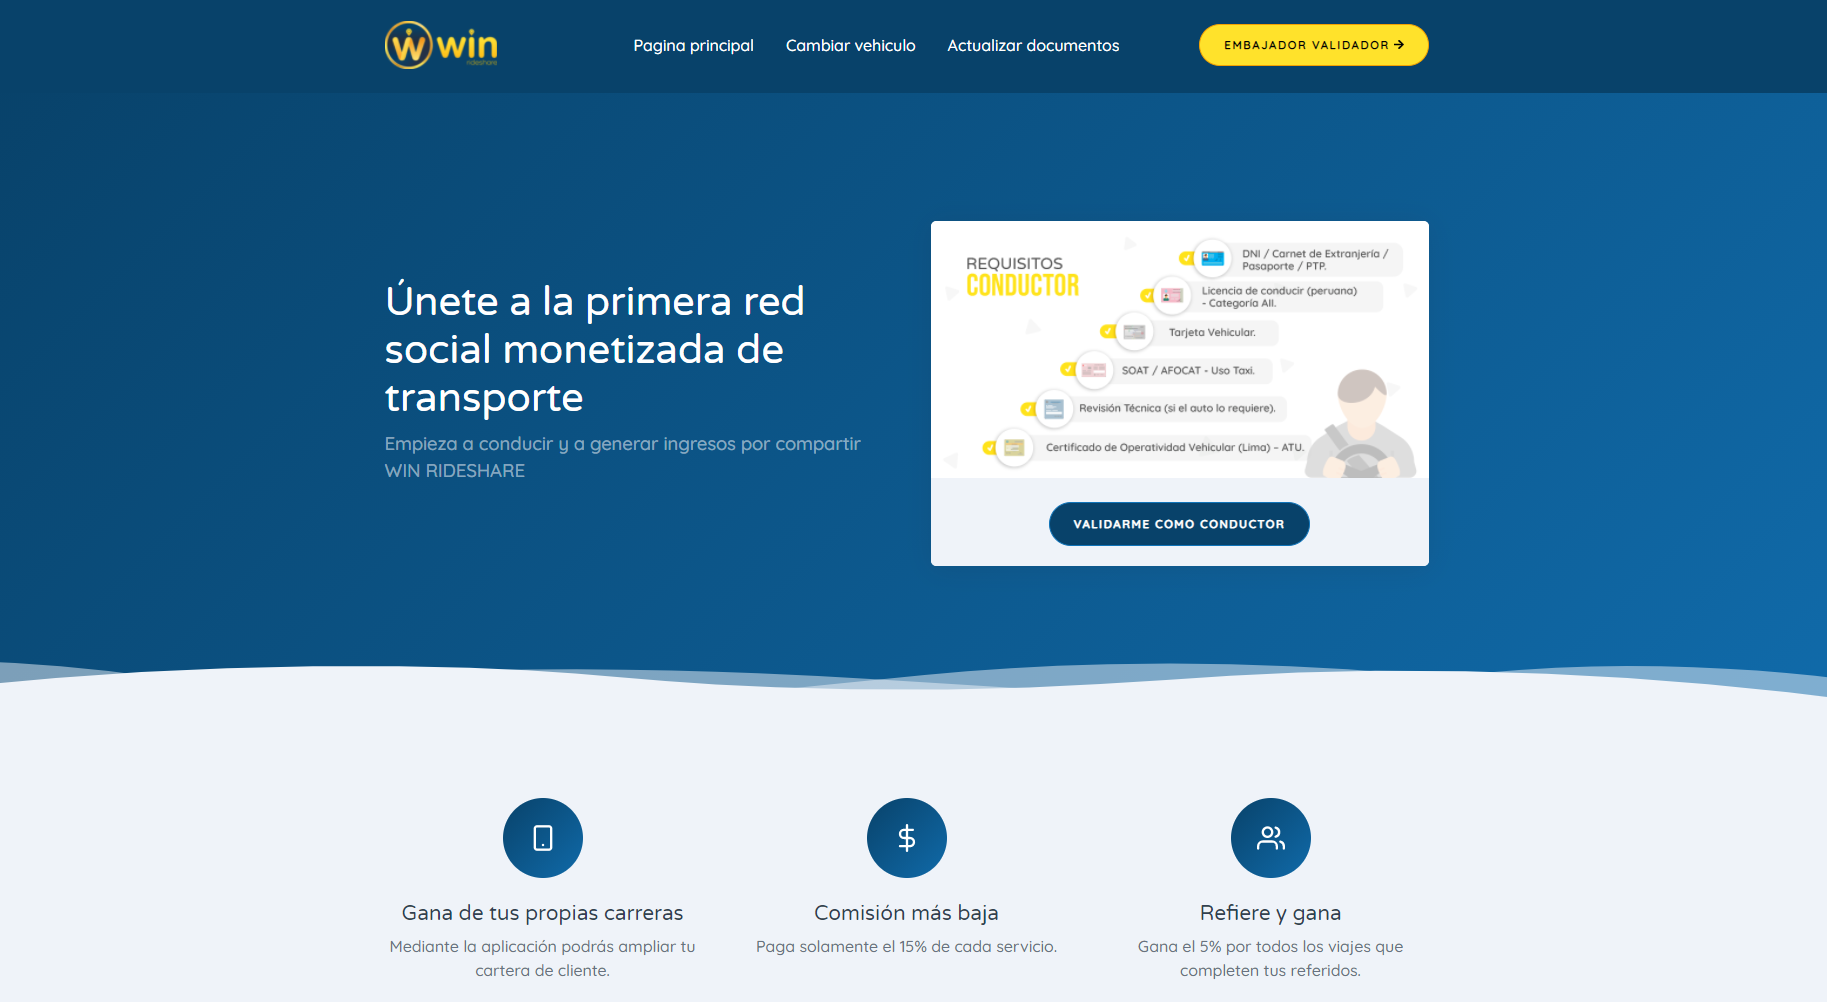 win
rideshare
Pagina principal
Cambiar vehiculo
Actualizar documentos
EMBAJADOR VALIDADOR
Únete a la primera red
social monetizada de
transporte
Empieza a conducir y a generar ingresos por compartir
WIN RIDESHARE
REQUISITOS
CONDUCTOR
DNI / Carnet de Extranjería /
Pasaporte / PTP.
Licencia de conducir (peruana)
- Categoría AII.
Tarjeta Vehicular.
SOAT / AFOCAT - Uso Taxi.
Revisión Técnica (si el auto lo requiere).
Certificado de Operatividad Vehicular (Lima) – ATU.
VALIDARME COMO CONDUCTOR
Gana de tus propias carreras
Mediante la aplicación podrás ampliar tu
cartera de cliente.
Comisión más baja
Paga solamente el 15% de cada servicio.
Refiere y gana
Gana el 5% por todos los viajes que
completen tus referidos.